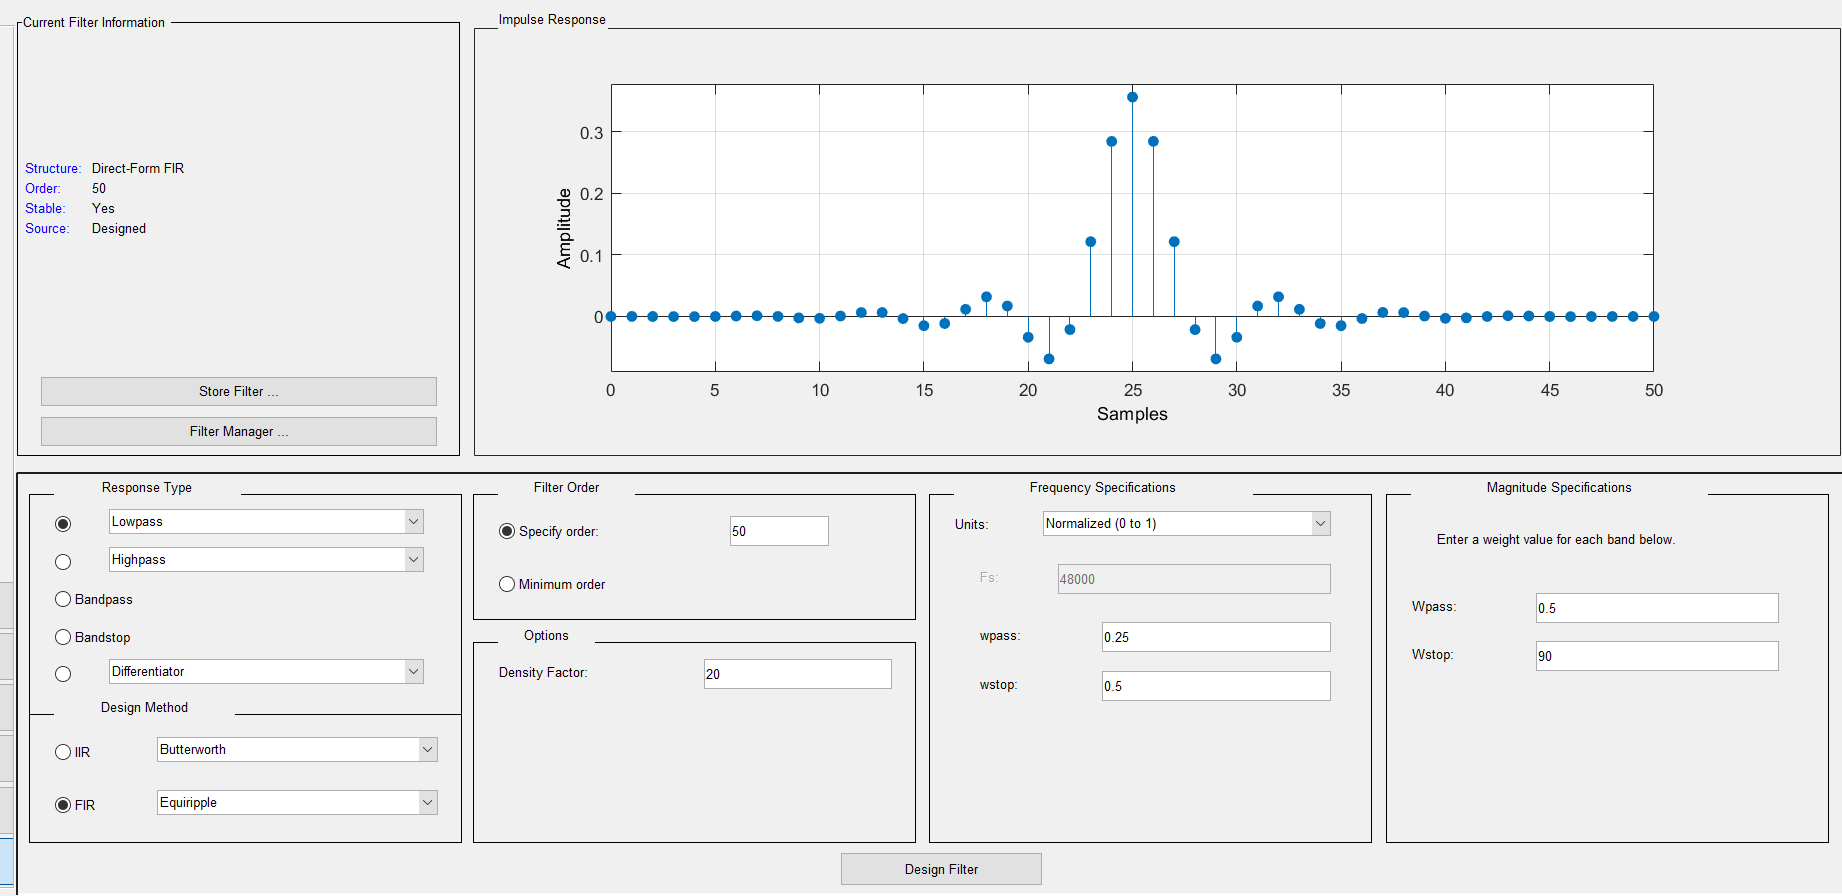 Current Filter Information
Structure: Direct-Form FIR
Order: 50
Stable: Yes
Source: Designed
Store Filter ...
Filter Manager ...
Impulse Response
0.3
0.2
0.1
0
Amplitude
0 5 10 15 20 25 30 35 40 45 50
Samples
Response Type
Lowpass
Highpass
Bandpass
Bandstop
Differentiator
Design Method
IIR Butterworth
FIR Equiripple
Filter Order
Specify order: 50
Minimum order
Options
Density Factor: 20
Frequency Specifications
Units: Normalized (0 to 1)
Fs: 48000
wpass: 0.25
wstop: 0.5
Magnitude Specifications
Enter a weight value for each band below.
Wpass: 0.5
Wstop: 90
Design Filter